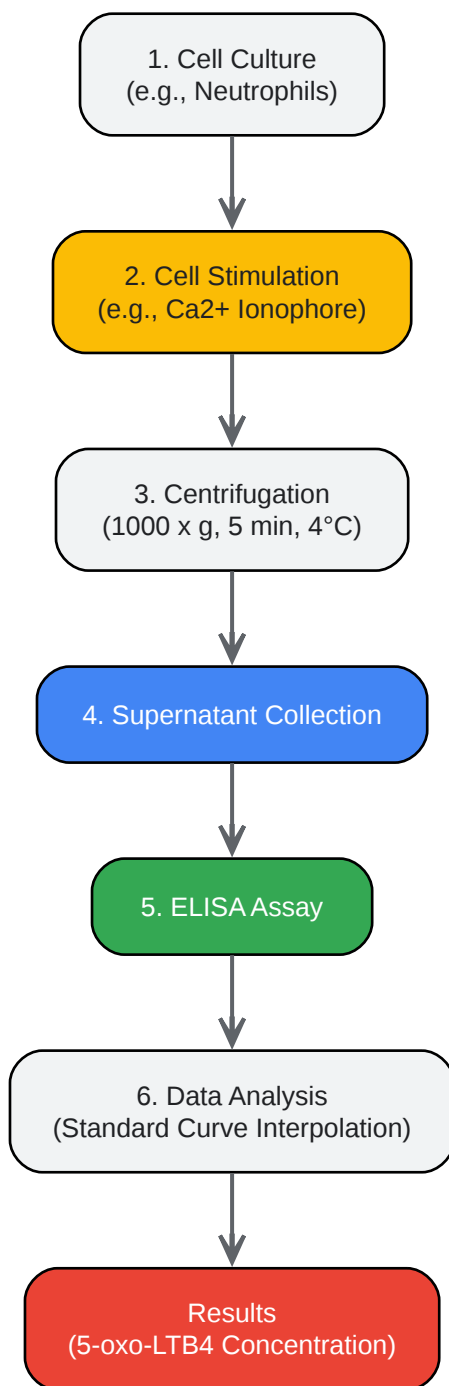 1. Cell Culture
(e.g., Neutrophils)
2. Cell Stimulation
(e.g., Ca2+ Ionophore)
3. Centrifugation
(1000 x g, 5 min, 4°C)
4. Supernatant Collection
5. ELISA Assay
6. Data Analysis
(Standard Curve Interpolation)
Results
(5-oxo-LTB4 Concentration)